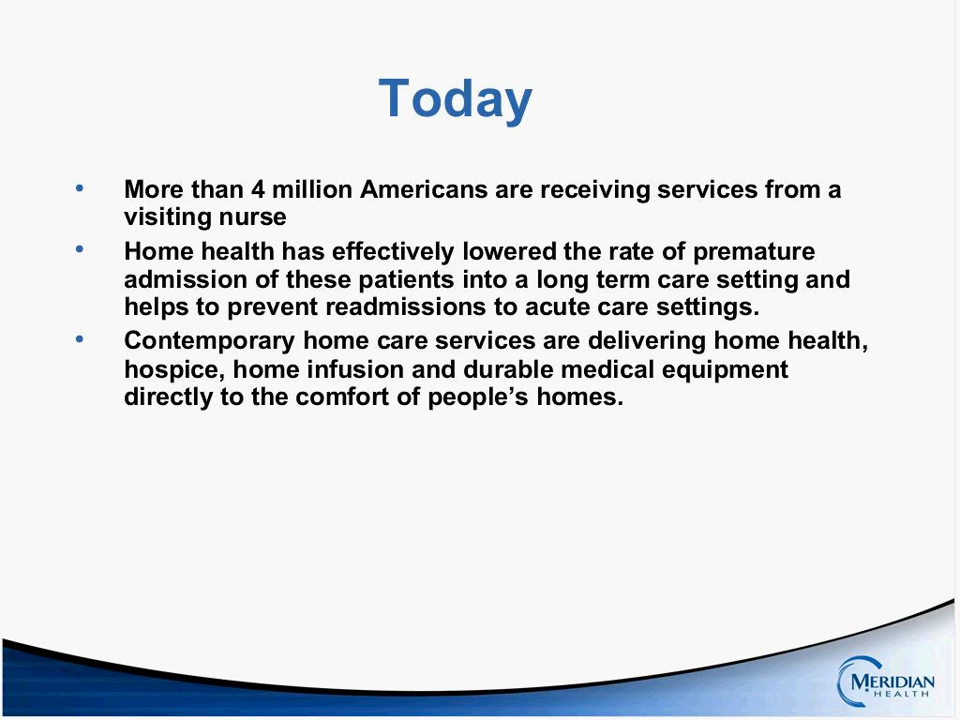 Today
• More than 4 million Americans are receiving services from a
visiting nurse
• Home health has effectively lowered the rate of premature
admission of these patients into a long term care setting and
helps to prevent readmissions to acute care settings.
• Contemporary home care services are delivering home health,
hospice, home infusion and durable medical equipment
directly to the comfort of people’s homes.
MERIDIAN
HEALTH